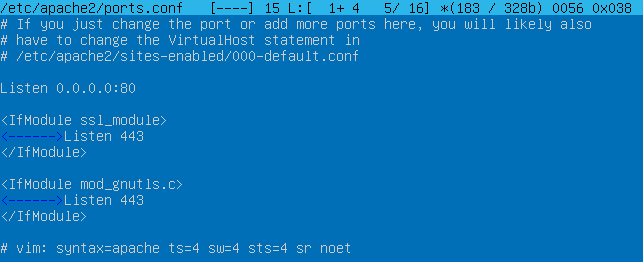 /etc/apache2/ports.conf [----] 15 L:[ 1+ 4 5/ 16] *(183 / 328b) 0056 0x038
# If you just change the port or add more ports here, you will likely also
# have to change the VirtualHost statement in
# /etc/apache2/sites-enabled/000-default.conf
Listen 0.0.0.0:80
<IfModule ssl_module>
<------>Listen 443
</IfModule>
<IfModule mod_gnutls.c>
<------>Listen 443
</IfModule>
# vim: syntax=apache ts=4 sw=4 sts=4 sr noet